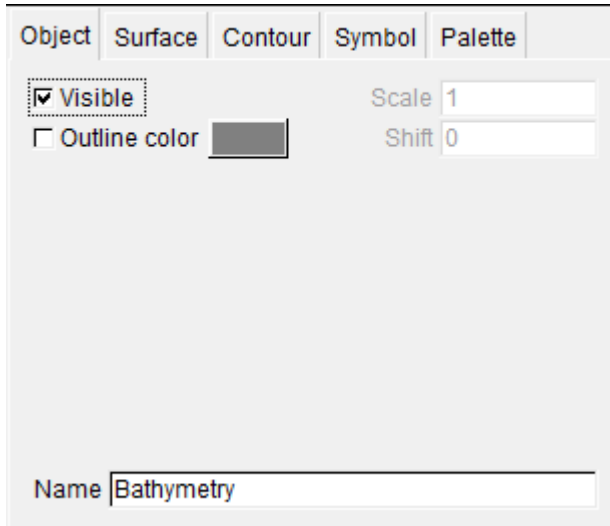 Object Surface Contour Symbol Palette
Visible Scale 1
Outline color Shift 0
Name Bathymetry